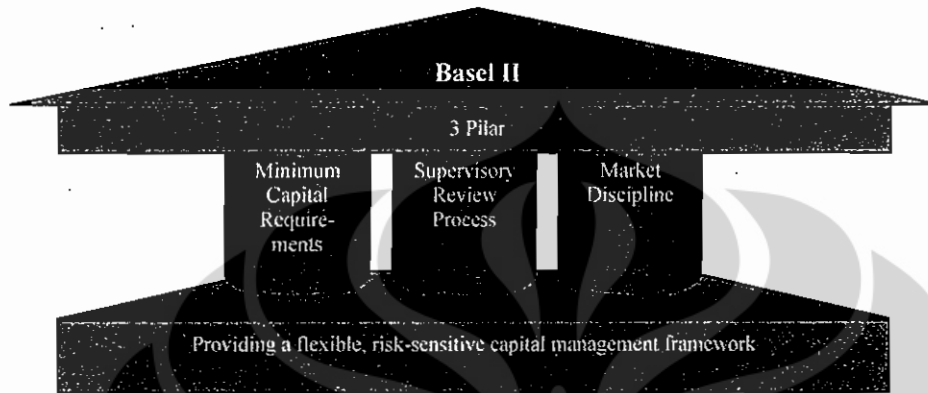 Basel II
3 Pilar
Minimum
Capital
Require-
ments
Supervisory
Review
Process
Market
Discipline
Providing a flexible, risk-sensitive capital management framework